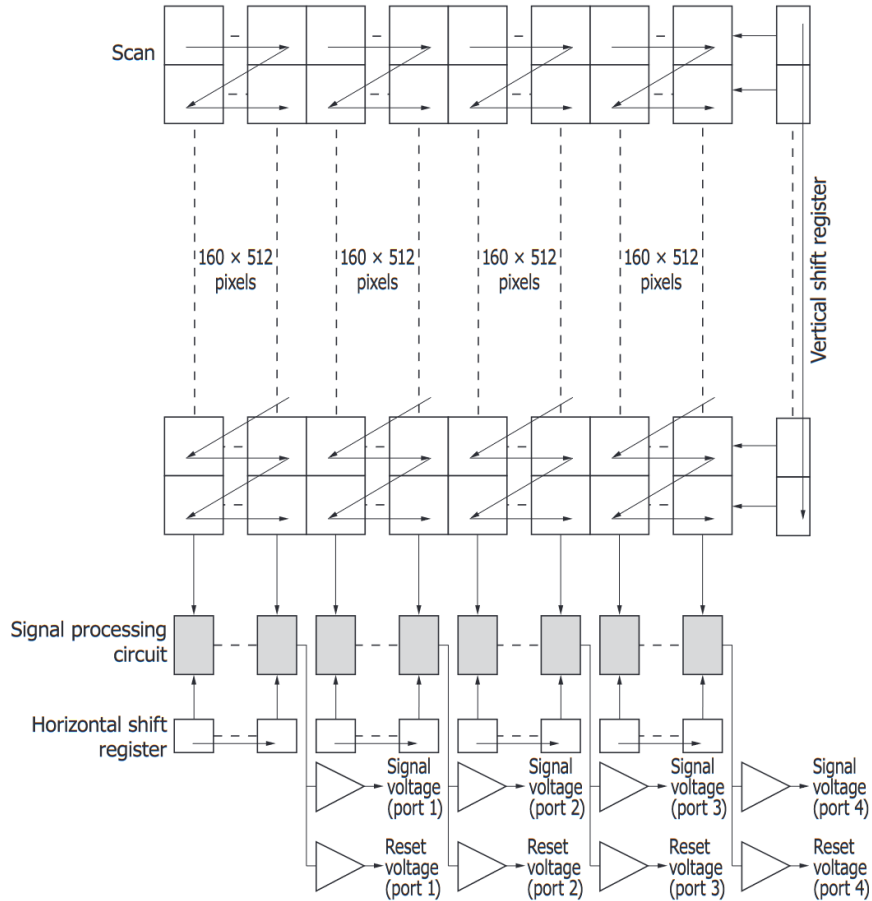 Scan
160 × 512
pixels
160 × 512
pixels
160 × 512
pixels
160 × 512
pixels
Vertical shift register
Signal processing
circuit
Horizontal shift
register
Signal
voltage
(port 1)
Signal
voltage
(port 2)
Signal
voltage
(port 3)
Signal
voltage
(port 4)
Reset
voltage
(port 1)
Reset
voltage
(port 2)
Reset
voltage
(port 3)
Reset
voltage
(port 4)